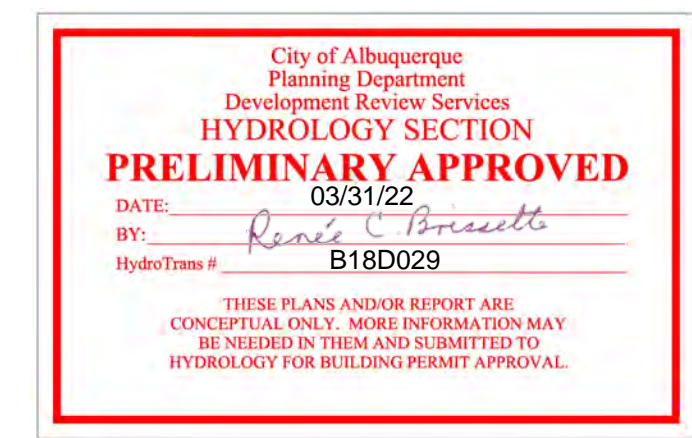 City of Albuquerque
Planning Department
Development Review Services
HYDROLOGY SECTION
PRELIMINARY APPROVED
DATE: 03/31/22
BY: Renée C. Brissette
HydroTrans # B18D029
THESE PLANS AND/OR REPORT ARE
CONCEPTUAL ONLY. MORE INFORMATION MAY
BE NEEDED IN THEM AND SUBMITTED TO
HYDROLOGY FOR BUILDING PERMIT APPROVAL.